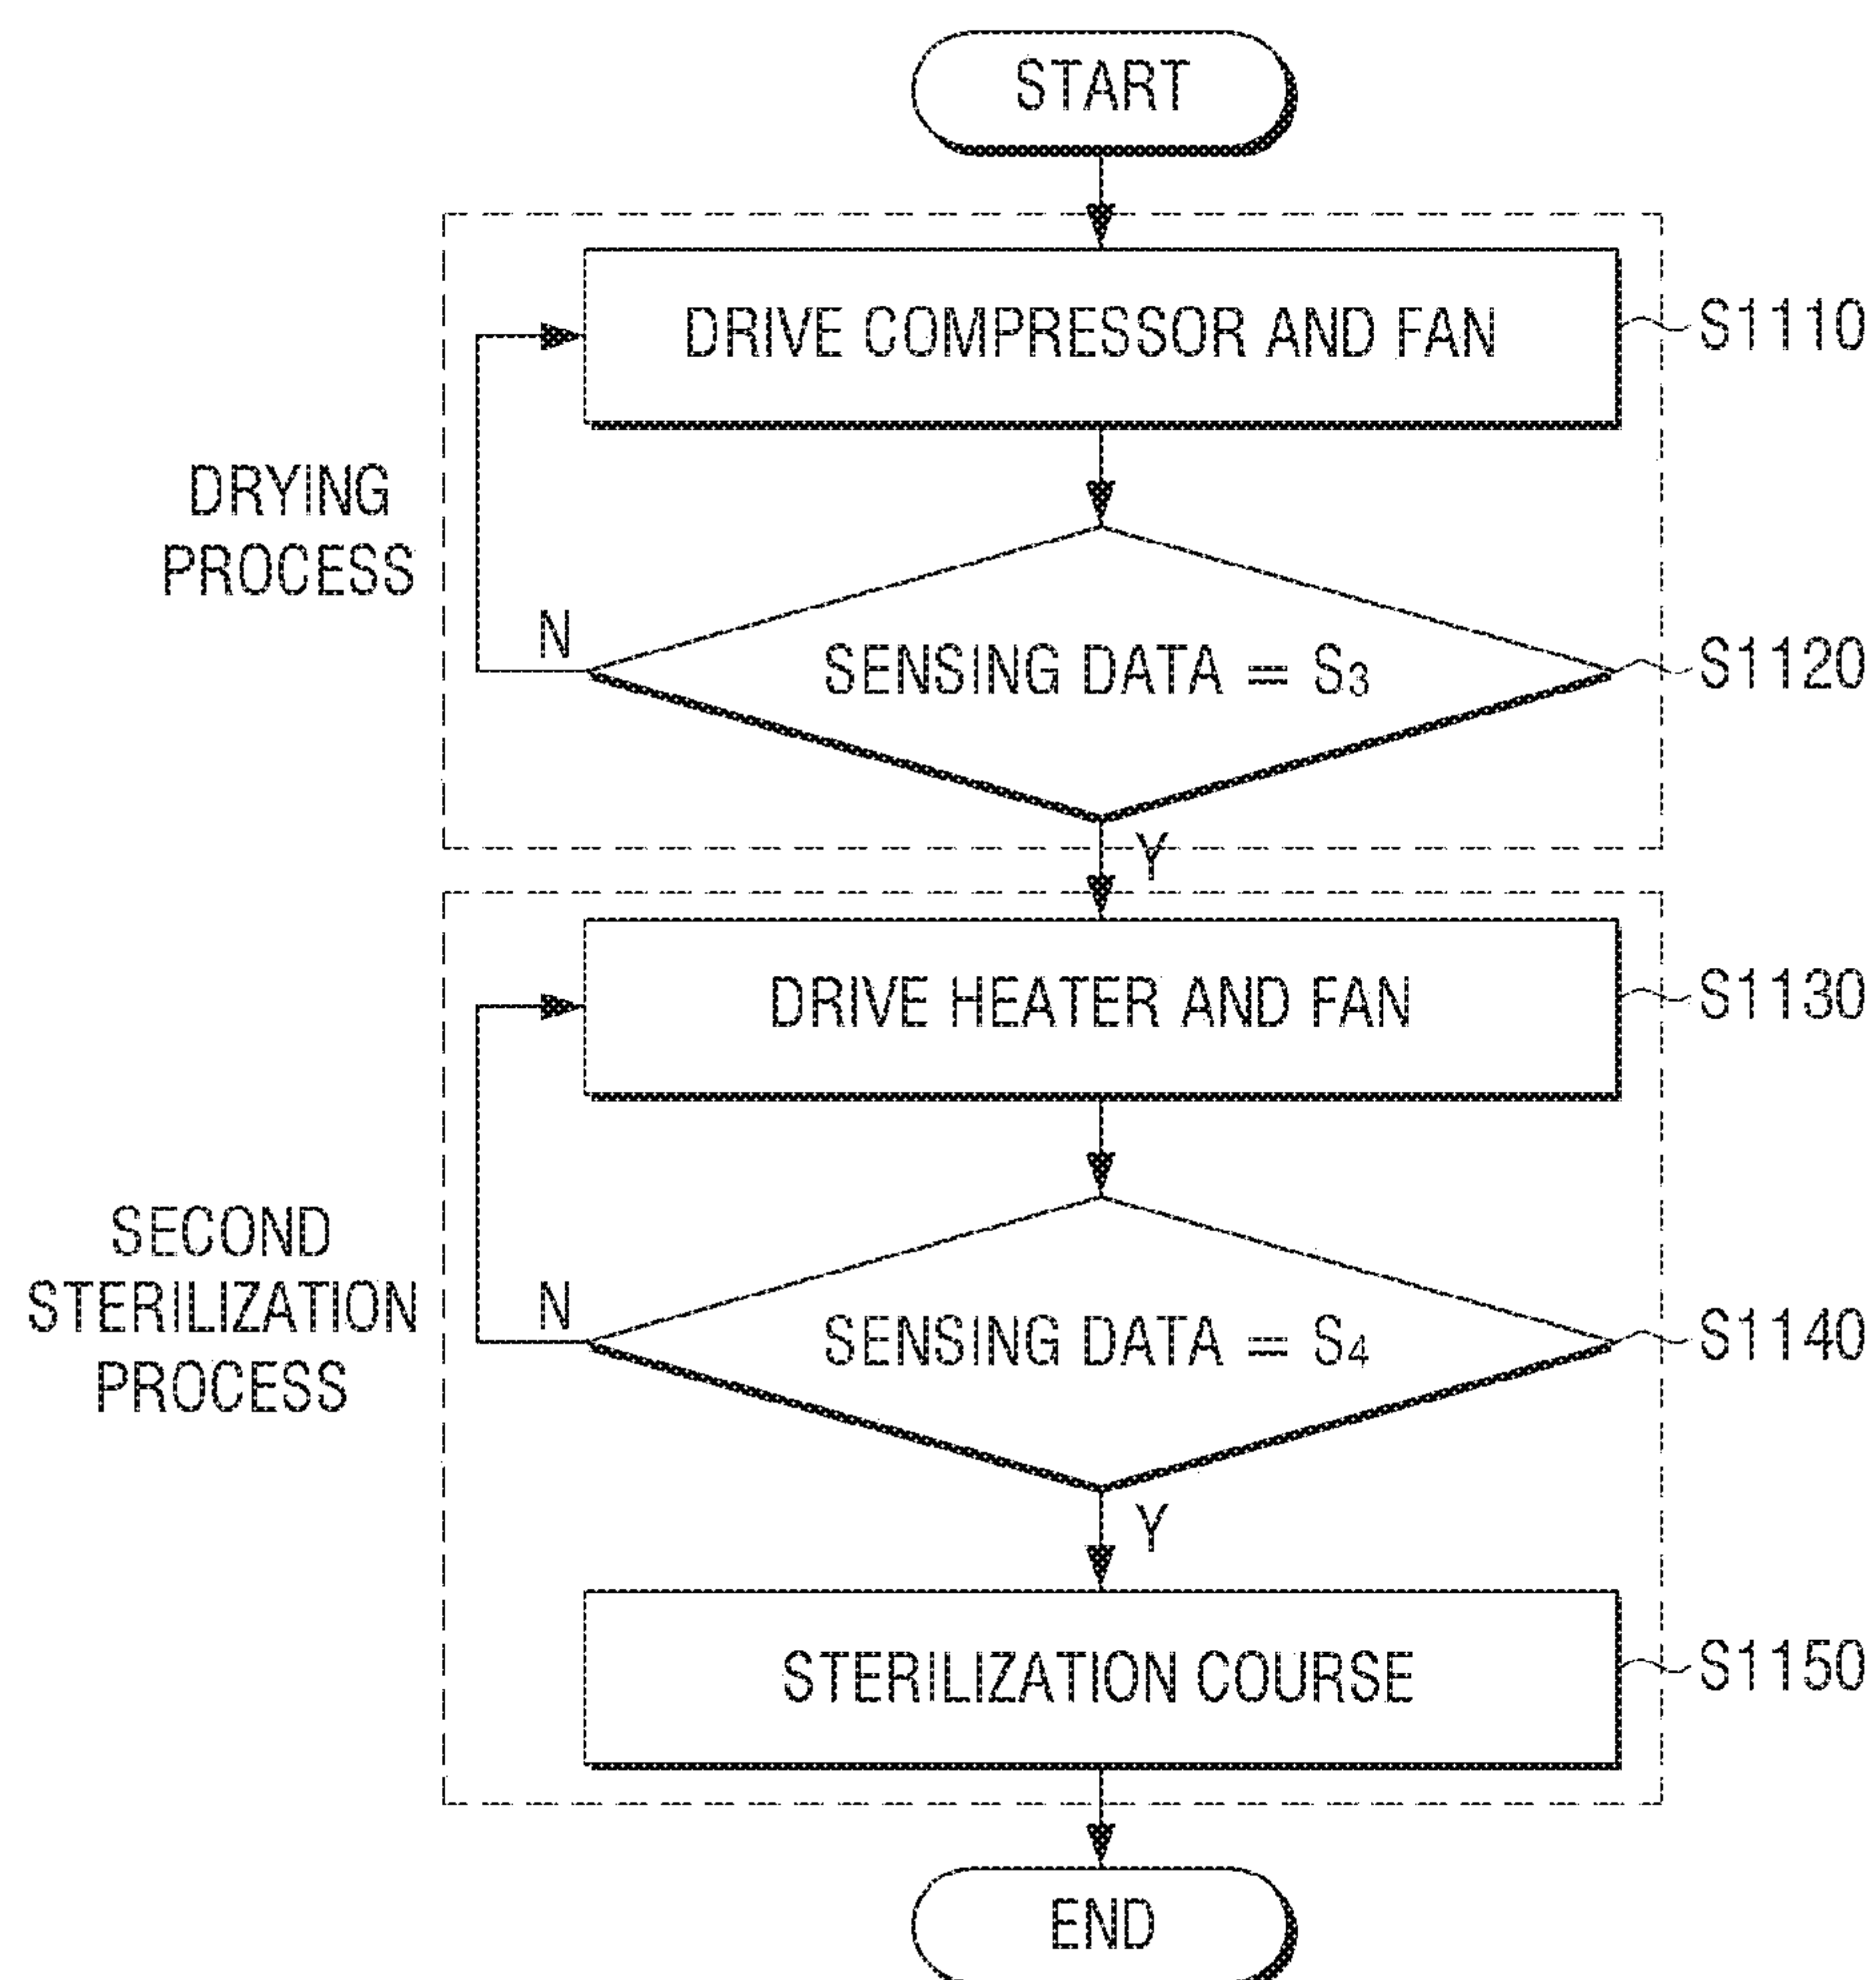 START
DRIVE COMPRESSOR AND FAN
S1110
DRYING
PROCESS
N
SENSING DATA = S3
S1120
Y
DRIVE HEATER AND FAN
S1130
SECOND
STERILIZATION
PROCESS
N
SENSING DATA = S4
S1140
Y
STERILIZATION COURSE
S1150
END